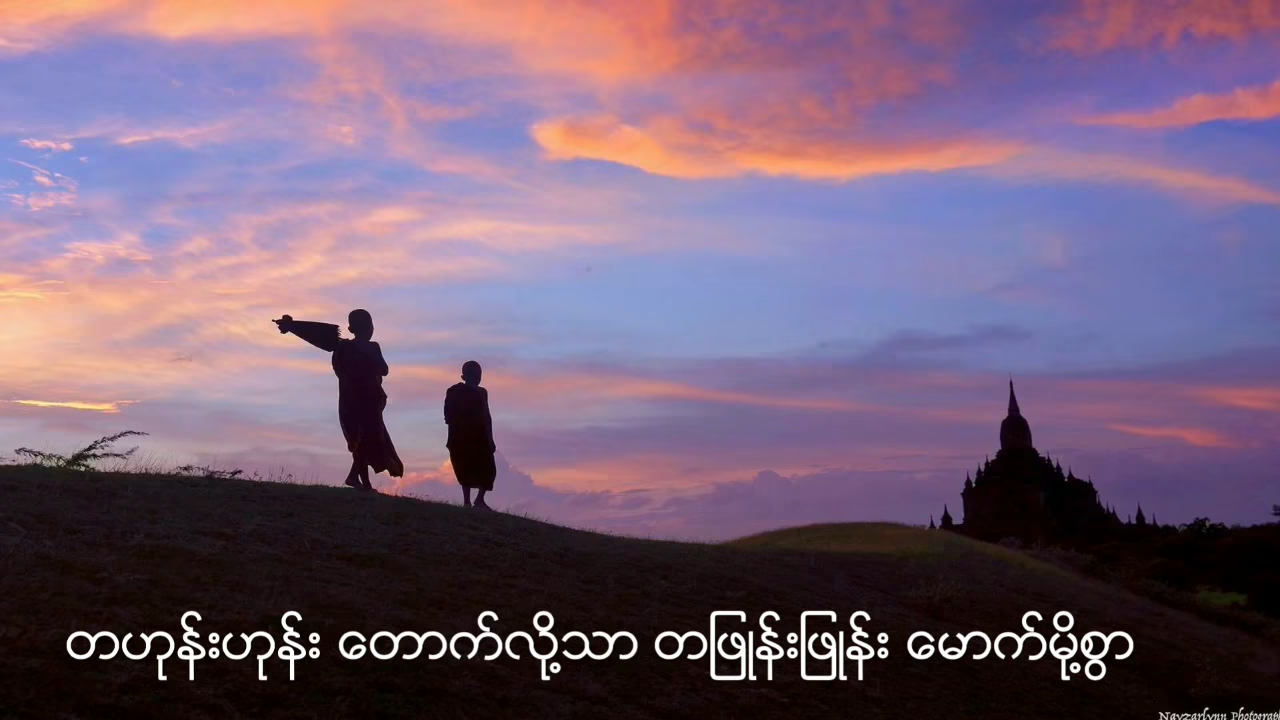 တဟုန်းဟုန်း တောက်လို့သာ တဖြုန်းဖြုန်း မောက်မို့စွာ
Nayzarlynn Photograp